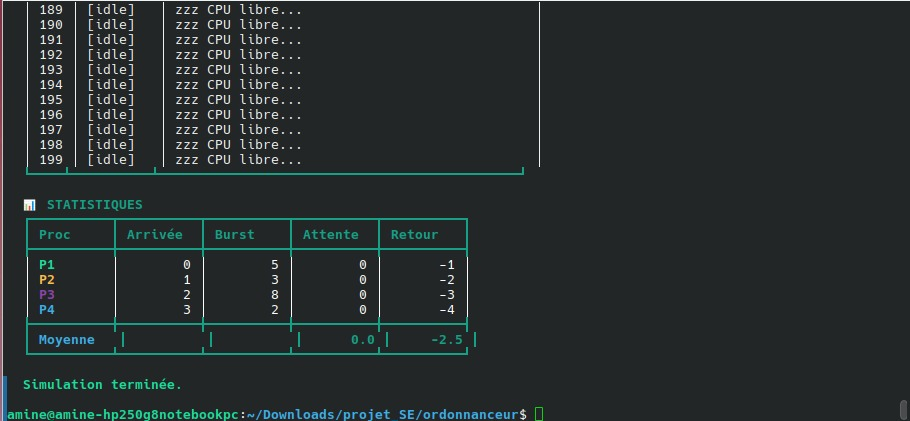 189 [idle] zzz CPU libre...
190 [idle] zzz CPU libre...
191 [idle] zzz CPU libre...
192 [idle] zzz CPU libre...
193 [idle] zzz CPU libre...
194 [idle] zzz CPU libre...
195 [idle] zzz CPU libre...
196 [idle] zzz CPU libre...
197 [idle] zzz CPU libre...
198 [idle] zzz CPU libre...
199 [idle] zzz CPU libre...
📊 STATISTIQUES
Proc Arrivée Burst Attente Retour
P1 0 5 0 -1
P2 1 3 0 -2
P3 2 8 0 -3
P4 3 2 0 -4
Moyenne 0.0 -2.5
Simulation terminée.
amine@amine-hp250g8notebookpc:~/Downloads/projet SE/ordonnanceur$